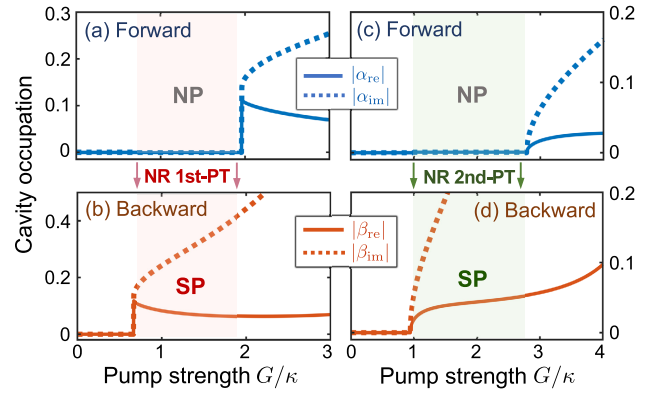 Cavity occupation
(a) Forward
0.3
0.2
0.1
0
NP
|α_re|
|α_im|
(c) Forward
0.2
0.1
0
NP
NR 1st-PT
NR 2nd-PT
(b) Backward
0.4
0.2
0
SP
0 1 2 3
Pump strength G/κ
|β_re|
|β_im|
(d) Backward
0.2
0.1
0
SP
0 1 2 3 4
Pump strength G/κ